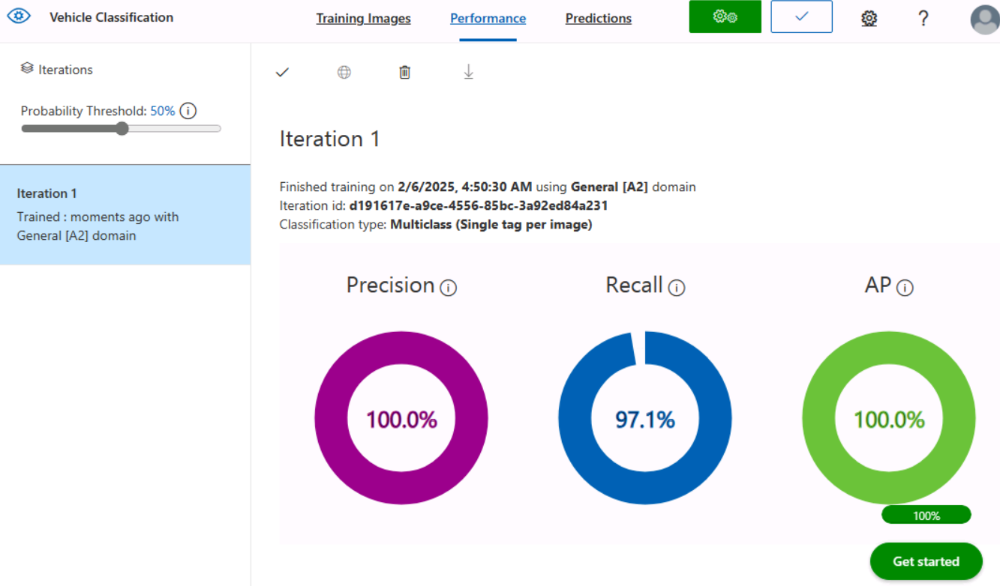 Vehicle Classification
Training Images
Performance
Predictions
?
Iterations
Probability Threshold: 50% i
Iteration 1
Trained : moments ago with
General [A2] domain
Iteration 1
Finished training on 2/6/2025, 4:50:30 AM using General [A2] domain
Iteration id: d191617e-a9ce-4556-85bc-3a92ed84a231
Classification type: Multiclass (Single tag per image)
Precision i
Recall i
AP i
100.0%
97.1%
100.0%
100%
Get started